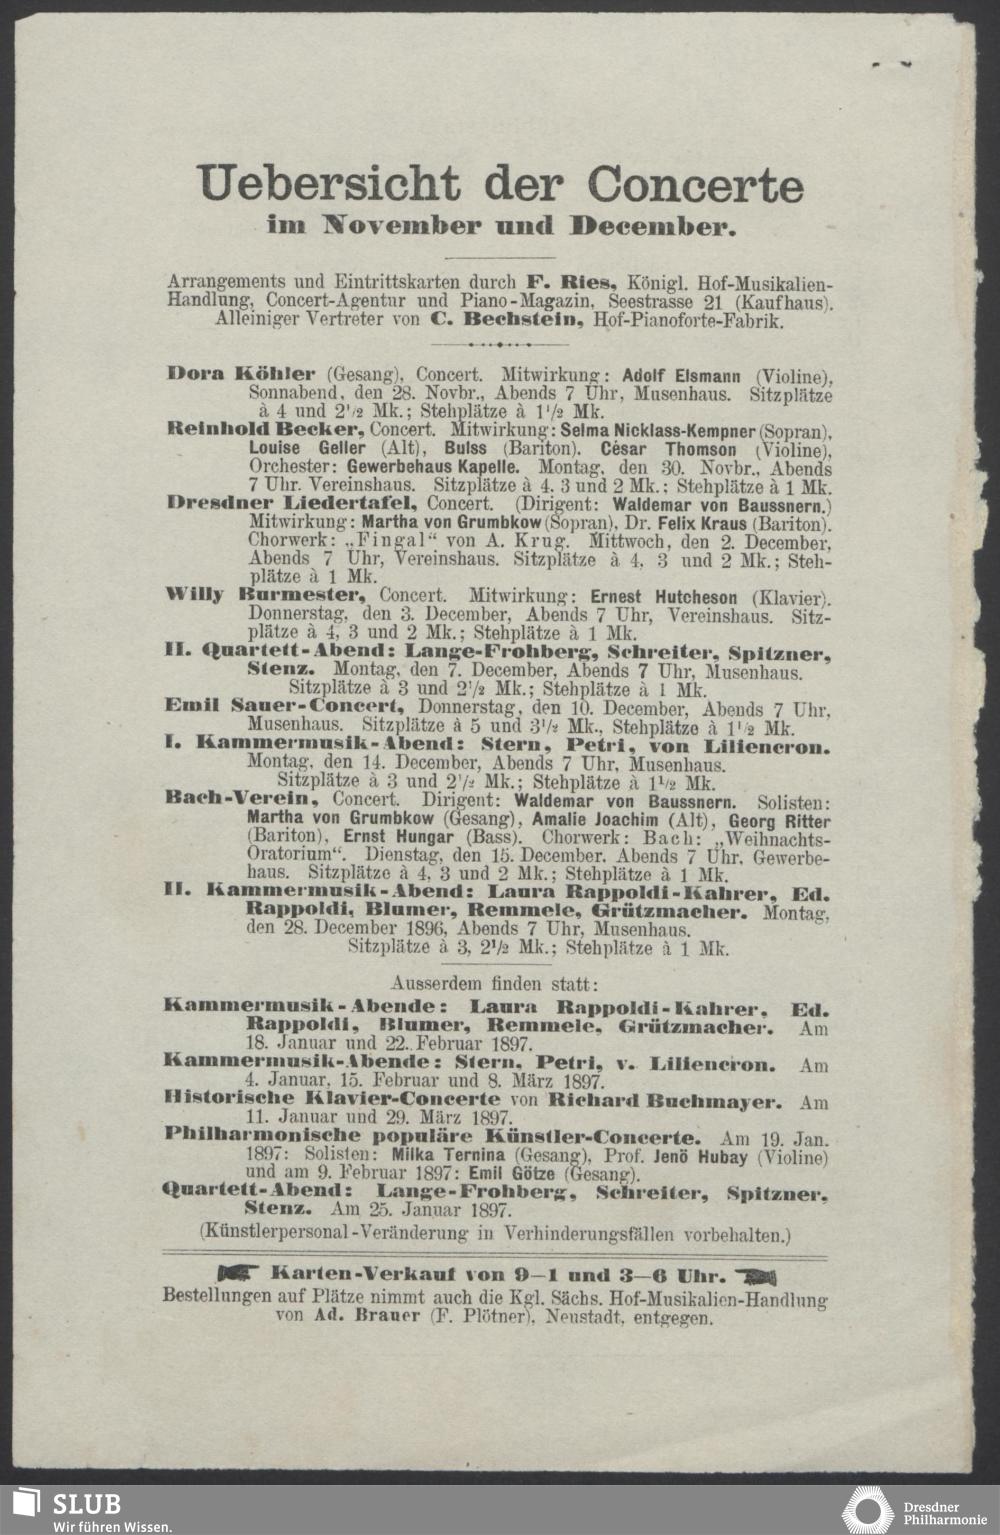 Uebersicht der Concerte
im November und December.
Arrangements und Eintrittskarten durch F. Ries, Königl. Hof-Musikalien-
Handlung, Concert-Agentur und Piano-Magazin, Seestrasse 21 (Kaufhaus).
Alleiniger Vertreter von C. Bechstein, Hof-Pianoforte-Fabrik.
Dora Köhler (Gesang), Concert. Mitwirkung: Adolf Elsmann (Violine),
Sonnabend, den 28. Novbr., Abends 7 Uhr, Musenhaus. Sitzplätze
à 4 und 2 1/2 Mk.; Stehplätze à 1 1/2 Mk.
Reinhold Becker, Concert. Mitwirkung: Selma Nicklass-Kempner (Sopran),
Louise Geller (Alt), Bulss (Bariton). César Thomson (Violine),
Orchester: Gewerbehaus Kapelle. Montag, den 30. Novbr., Abends
7 Uhr. Vereinshaus. Sitzplätze à 4, 3 und 2 Mk.; Stehplätze à 1 Mk.
Dresdner Liedertafel, Concert. (Dirigent: Waldemar von Baussnern.)
Mitwirkung: Martha von Grumbkow (Sopran), Dr. Felix Kraus (Bariton).
Chorwerk: „Fingal“ von A. Krug. Mittwoch, den 2. December,
Abends 7 Uhr, Vereinshaus. Sitzplätze à 4, 3 und 2 Mk.; Steh-
plätze à 1 Mk.
Willy Burmester, Concert. Mitwirkung: Ernest Hutcheson (Klavier).
Donnerstag, den 3. December, Abends 7 Uhr, Vereinshaus. Sitz-
plätze à 4, 3 und 2 Mk.; Stehplätze à 1 Mk.
II. Quartett-Abend: Lange-Frohberg, Schreiter, Spitzner,
Stenz. Montag, den 7. December, Abends 7 Uhr, Musenhaus.
Sitzplätze à 3 und 2 1/2 Mk.; Stehplätze à 1 Mk.
Emil Sauer-Concert, Donnerstag, den 10. December, Abends 7 Uhr,
Musenhaus. Sitzplätze à 5 und 3 1/2 Mk., Stehplätze à 1 1/2 Mk.
I. Kammermusik-Abend: Stern, Petri, von Liliencron.
Montag, den 14. December, Abends 7 Uhr, Musenhaus.
Sitzplätze à 3 und 2 1/2 Mk.; Stehplätze à 1 1/2 Mk.
Bach-Verein, Concert. Dirigent: Waldemar von Baussnern. Solisten:
Martha von Grumbkow (Gesang), Amalie Joachim (Alt), Georg Ritter
(Bariton), Ernst Hungar (Bass). Chorwerk: Bach: „Weihnachts-
Oratorium“. Dienstag, den 15. December. Abends 7 Uhr, Gewerbe-
haus. Sitzplätze à 4, 3 und 2 Mk.; Stehplätze à 1 Mk.
II. Kammermusik-Abend: Laura Rappoldi-Kahrer, Ed.
Rappoldi, Blumer, Remmele, Grützmacher. Montag,
den 28. December 1896, Abends 7 Uhr, Musenhaus.
Sitzplätze à 3, 2 1/2 Mk.; Stehplätze à 1 Mk.
Ausserdem finden statt:
Kammermusik-Abende: Laura Rappoldi-Kahrer, Ed.
Rappoldi, Blumer, Remmele, Grützmacher. Am
18. Januar und 22. Februar 1897.
Kammermusik-Abende: Stern, Petri, v. Liliencron. Am
4. Januar, 15. Februar und 8. März 1897.
Historische Klavier-Concerte von Richard Buchmayer. Am
11. Januar und 29. März 1897.
Philharmonische populäre Künstler-Concerte. Am 19. Jan.
1897: Solisten: Milka Ternina (Gesang), Prof. Jenö Hubay (Violine)
und am 9. Februar 1897: Emil Götze (Gesang).
Quartett-Abend: Lange-Frohberg, Schreiter, Spitzner,
Stenz. Am 25. Januar 1897.
(Künstlerpersonal-Veränderung in Verhinderungsfällen vorbehalten.)
Karten-Verkauf von 9—1 und 3—6 Uhr.
Bestellungen auf Plätze nimmt auch die Kgl. Sächs. Hof-Musikalien-Handlung
von Ad. Brauer (F. Plötner), Neustadt, entgegen.
SLUB
Wir führen Wissen.
Dresdner
Philharmonie